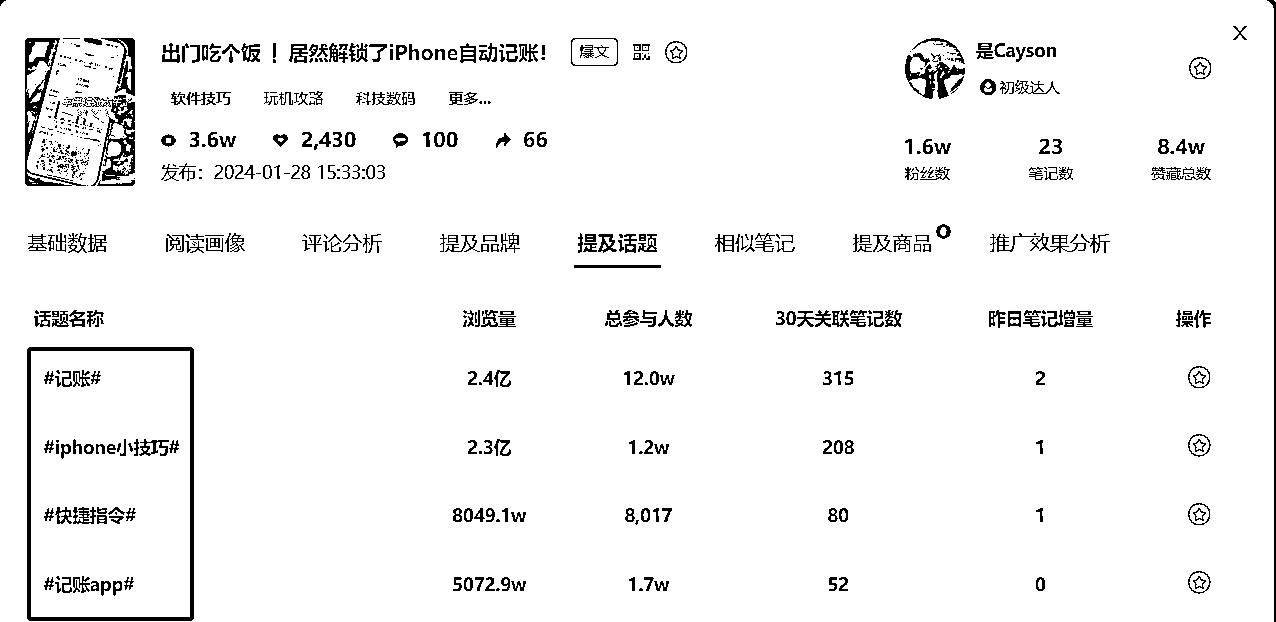 出门吃个饭 ！居然解锁了iPhone自动记账! 爆文
软件技巧 玩机攻略 科技数码 更多...
3.6w 2,430 100 66
发布：2024-01-28 15:33:03
是Cayson
初级达人
1.6w 23 8.4w
粉丝数 笔记数 赞藏总数
X
基础数据 阅读画像 评论分析 提及品牌 提及话题 相似笔记 提及商品 推广效果分析
话题名称 浏览量 总参与人数 30天关联笔记数 昨日笔记增量 操作
#记账# 2.4亿 12.0w 315 2
#iphone小技巧# 2.3亿 1.2w 208 1
#快捷指令# 8049.1w 8,017 80 1
#记账app# 5072.9w 1.7w 52 0